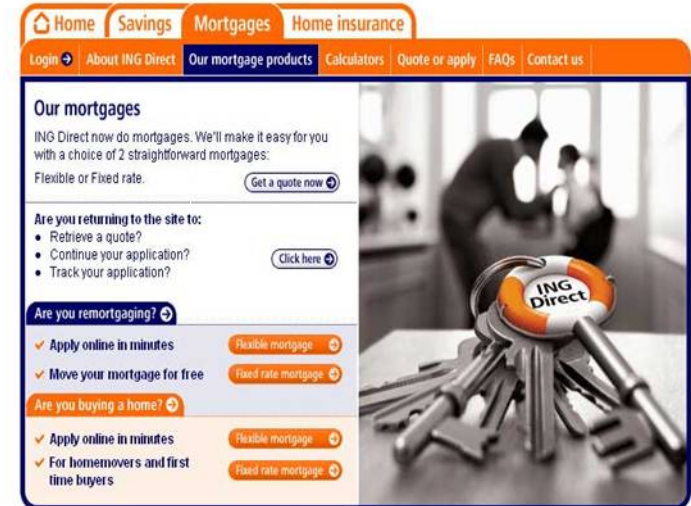 Home Savings Mortgages Home insurance
Login About ING Direct Our mortgage products Calculators Quote or apply FAQs Contact us
Our mortgages
ING Direct now do mortgages. We'll make it easy for you
with a choice of 2 straightforward mortgages:
Flexible or Fixed rate.
Get a quote now
Are you returning to the site to:
• Retrieve a quote?
• Continue your application?
• Track your application?
Click here
Are you remortgaging?
Apply online in minutes
Flexible mortgage
Move your mortgage for free
Fixed rate mortgage
Are you buying a home?
Apply online in minutes
Flexible mortgage
For homemovers and first
time buyers
Fixed rate mortgage
ING
Direct